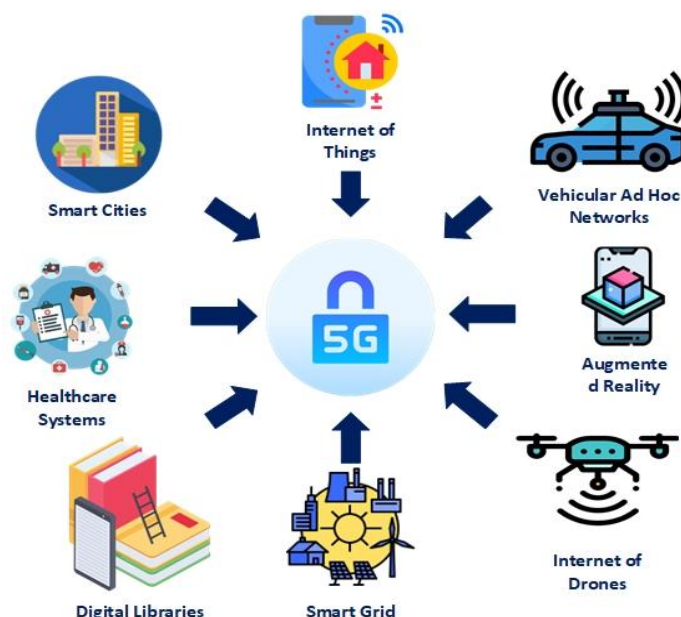 Internet of
Things
Smart Cities
Vehicular Ad Hoc
Networks
5G
Healthcare
Systems
Augmente
d Reality
Digital Libraries
Smart Grid
Internet of
Drones